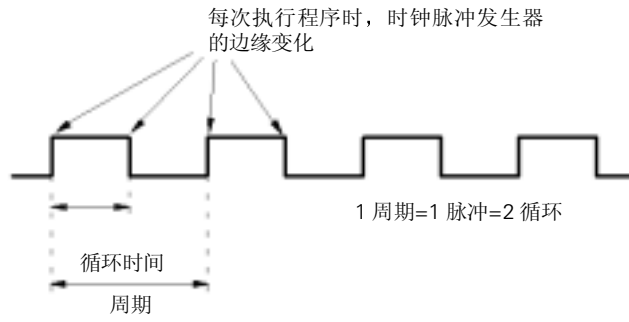 每次执行程序时，时钟脉冲发生器
的边缘变化
1 周期=1 脉冲=2 循环
循环时间
周期